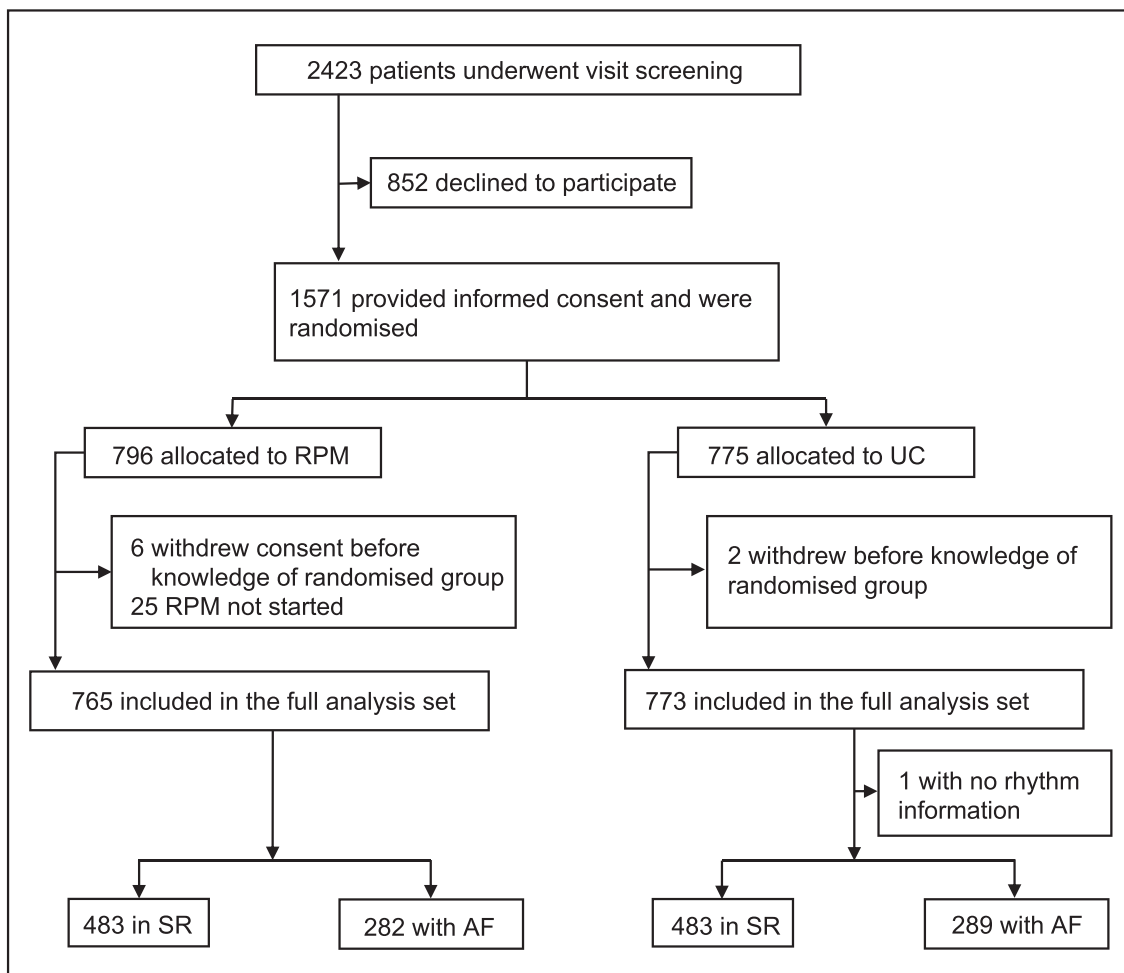 2423 patients underwent visit screening
852 declined to participate
1571 provided informed consent and were
randomised
796 allocated to RPM
775 allocated to UC
6 withdrew consent before
knowledge of randomised group
25 RPM not started
2 withdrew before knowledge of
randomised group
765 included in the full analysis set
773 included in the full analysis set
1 with no rhythm
information
483 in SR
282 with AF
483 in SR
289 with AF